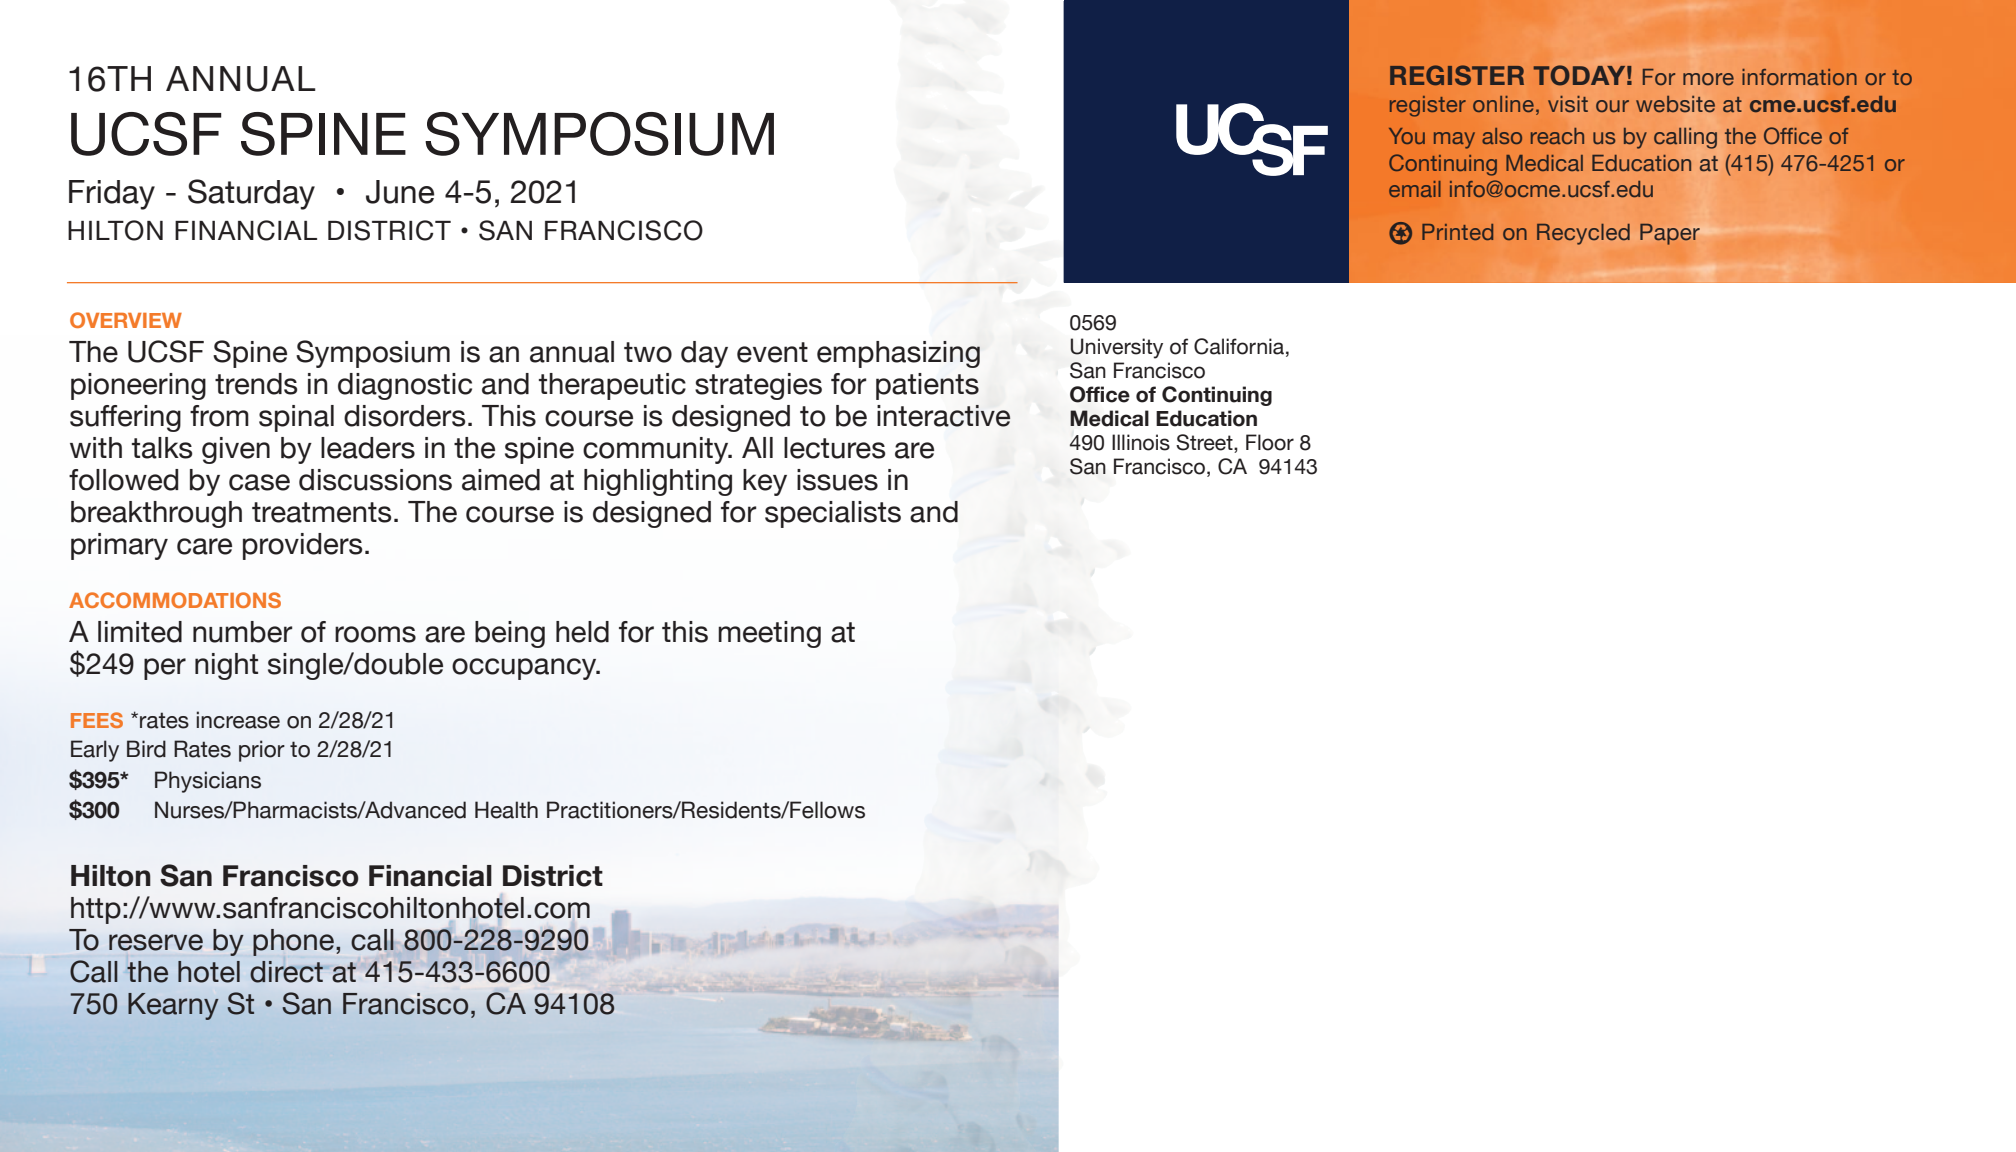 16TH ANNUAL
UCSF SPINE SYMPOSIUM
Friday - Saturday • June 4-5, 2021
HILTON FINANCIAL DISTRICT • SAN FRANCISCO
OVERVIEW
The UCSF Spine Symposium is an annual two day event emphasizing
pioneering trends in diagnostic and therapeutic strategies for patients
suffering from spinal disorders. This course is designed to be interactive
with talks given by leaders in the spine community. All lectures are
followed by case discussions aimed at highlighting key issues in
breakthrough treatments. The course is designed for specialists and
primary care providers.
ACCOMMODATIONS
A limited number of rooms are being held for this meeting at
$249 per night single/double occupancy.
FEES *rates increase on 2/28/21
Early Bird Rates prior to 2/28/21
$395* Physicians
$300 Nurses/Pharmacists/Advanced Health Practitioners/Residents/Fellows
Hilton San Francisco Financial District
http://www.sanfranciscohiltonhotel.com
To reserve by phone, call 800-228-9290
Call the hotel direct at 415-433-6600
750 Kearny St • San Francisco, CA 94108
UCSF
REGISTER TODAY! For more information or to
register online, visit our website at cme.ucsf.edu
You may also reach us by calling the Office of
Continuing Medical Education at (415) 476-4251 or
email info@ocme.ucsf.edu
Printed on Recycled Paper
0569
University of California,
San Francisco
Office of Continuing
Medical Education
490 Illinois Street, Floor 8
San Francisco, CA 94143